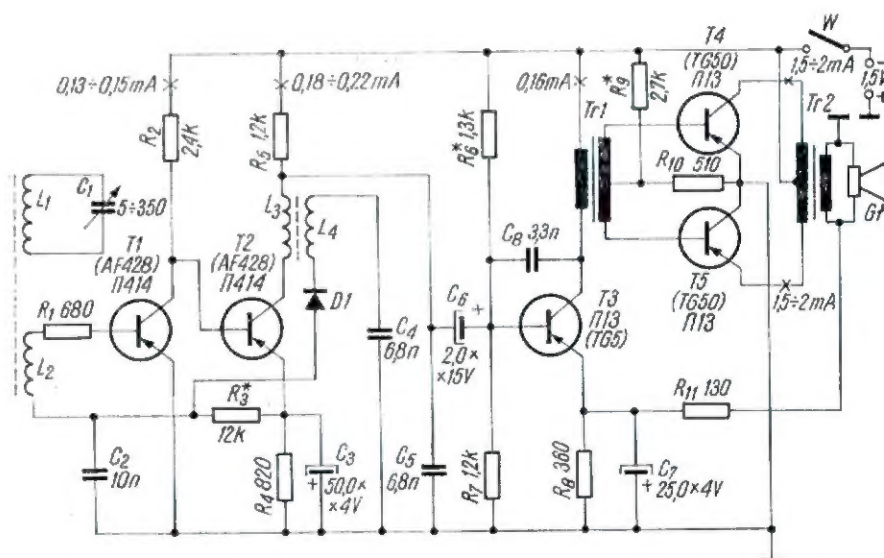 T4
W
(TG50)
П13
1,5÷2mA
1,5V
0,13÷0,15mA
0,18÷0,22mA
0,16mA
R9*
2,7k
Tr1
Tr2
R2
2,4k
R5
1,2k
R6*
1,3k
R10 510
L1
C1
5÷350
L3
L4
C8 3,3n
Gł
T1
(AF428)
П414
T2
(AF428)
П414
D1
T5
(TG50)
П13
1,5÷2mA
R1 680
C6
+
2,0×
×15V
T3
П13
(TG5)
C4
6,8n
L2
R3*
12k
R11 130
C2
10n
R4 820
C3
+
50,0×
×4V
C5
6,8n
R7 1,2k
R8 360
C7
+ 25,0×4V